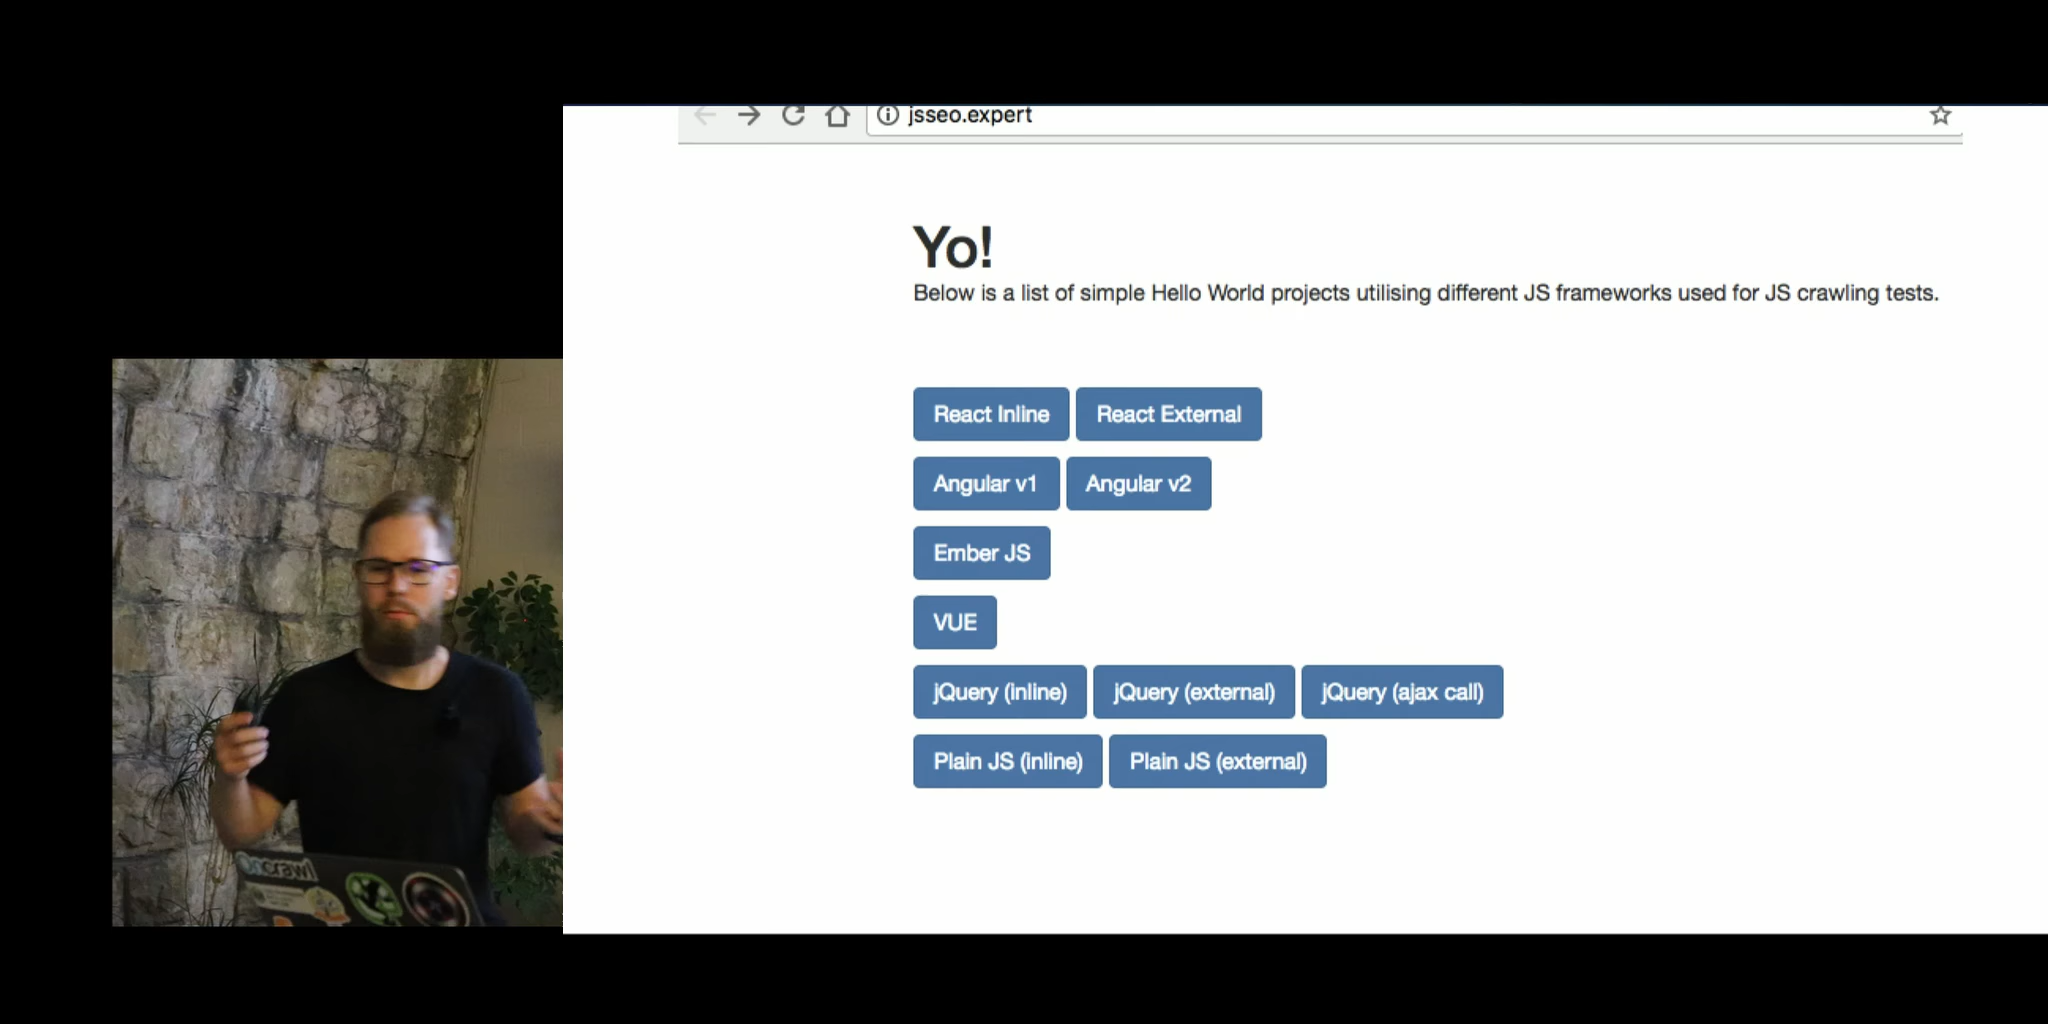 jsseo.expert
Yo!
Below is a list of simple Hello World projects utilising different JS frameworks used for JS crawling tests.
React Inline React External
Angular v1 Angular v2
Ember JS
VUE
jQuery (inline) jQuery (external) jQuery (ajax call)
Plain JS (inline) Plain JS (external)
Oncrawl